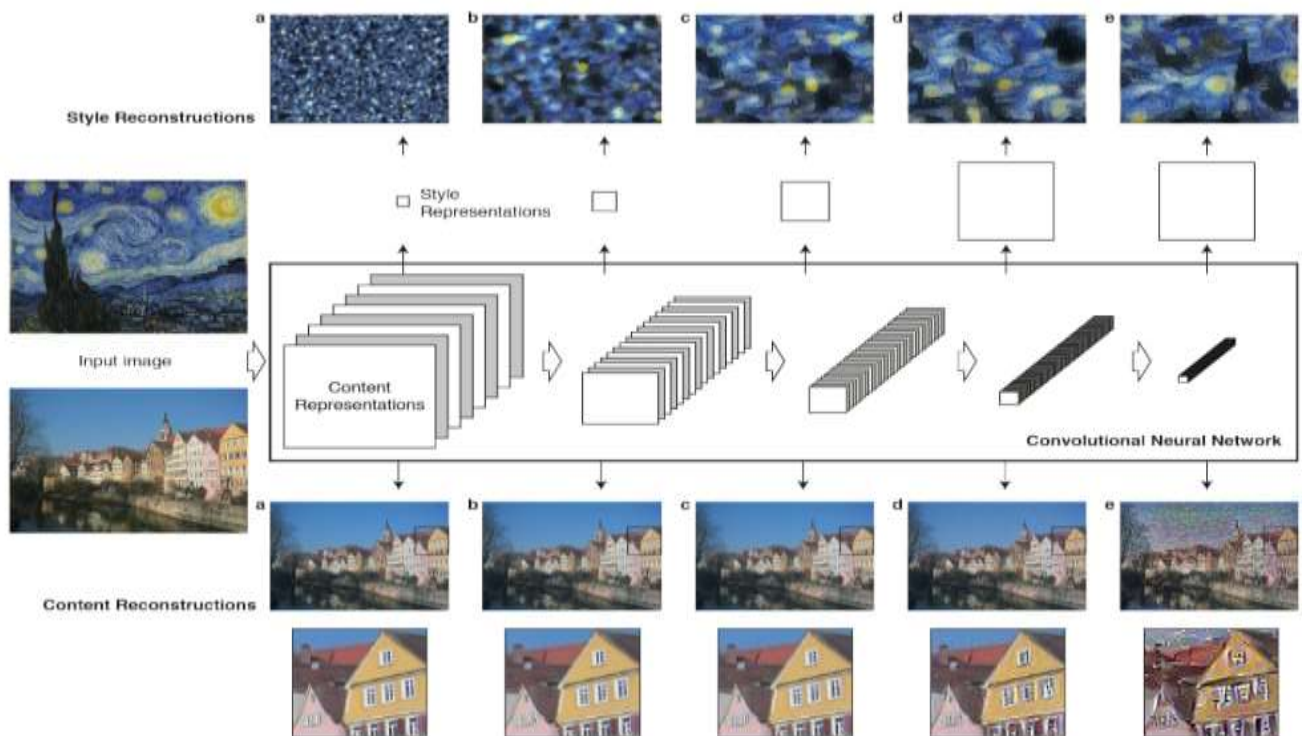 a b c d e
Style Reconstructions
Style
Representations
Input image
Content
Representations
Convolutional Neural Network
a b c d e
Content Reconstructions